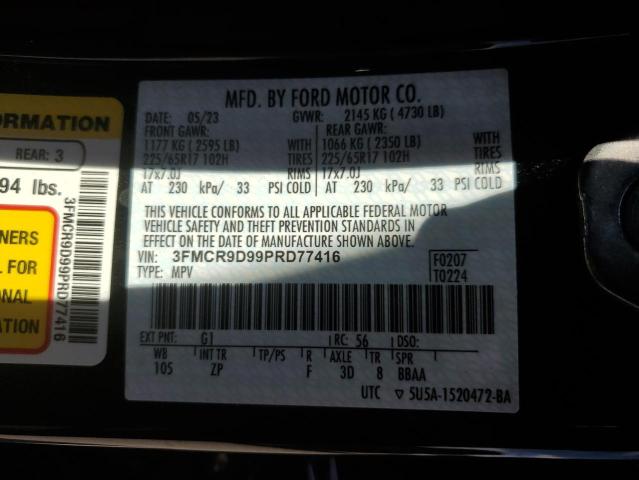 ORMATION
REAR: 3
94 lbs.
NERS
L FOR
ONAL
ATION
3FMCR9D99PRD77416
MFD. BY FORD MOTOR CO.
DATE: 05/23 GVWR: 2145 KG ( 4730 LB)
FRONT GAWR: REAR GAWR:
1177 KG ( 2595 LB) WITH 1066 KG ( 2350 LB) WITH
225/65R17 102H TIRES 225/65R17 102H TIRES
17x7.0J RIMS 17x7.0J RIMS
AT 230 kPa/ 33 PSI COLD AT 230 kPa/ 33 PSI COLD
THIS VEHICLE CONFORMS TO ALL APPLICABLE FEDERAL MOTOR
VEHICLE SAFETY AND THEFT PREVENTION STANDARDS IN
EFFECT ON THE DATE OF MANUFACTURE SHOWN ABOVE.
VIN: 3FMCR9D99PRD77416 F0207
TYPE: MPV T0224
EXT PNT: G1 RC: 56 DSO:
WB INT TR TP/PS R AXLE TR SPR
105 ZP F 3D 8 BBAA
UTC ▽ 5U5A-1520472-BA